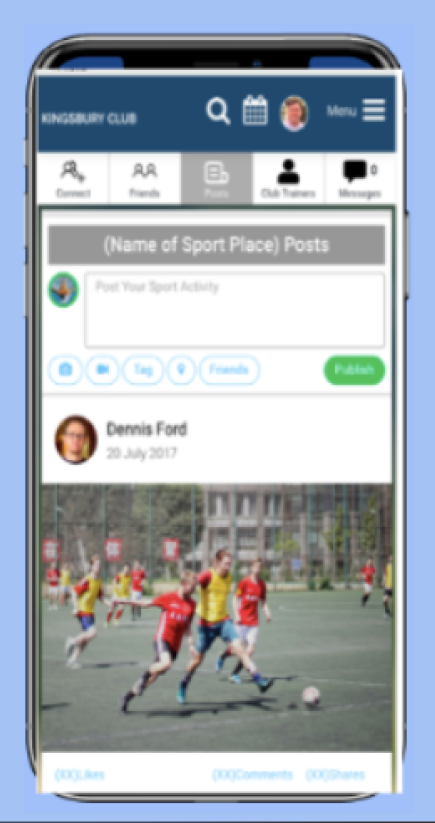 KINGSBURY CLUB
Menu
Connect
Friends
Posts
Club Trainers
0
Messages
(Name of Sport Place) Posts
Post Your Sport Activity
Tag
Friends
Publish
Dennis Ford
20 July 2017
(XX)Likes
(XX)Comments
(XX)Shares